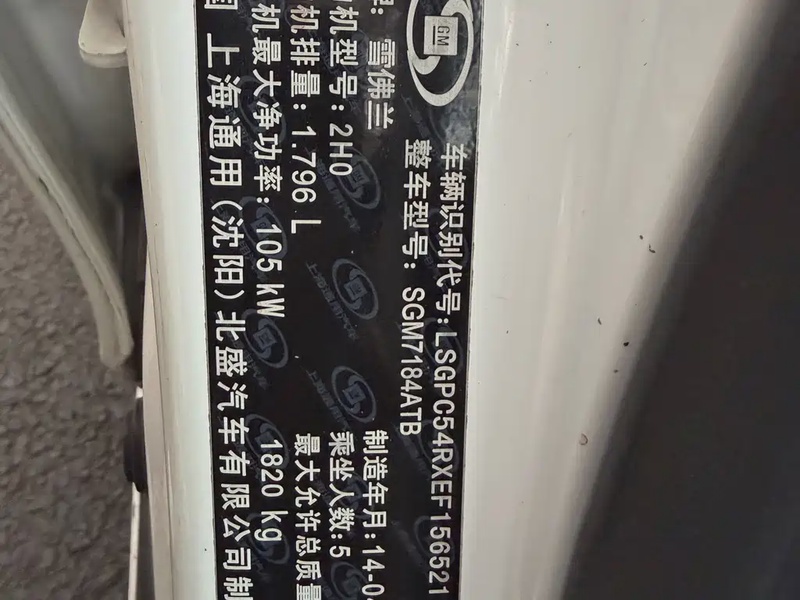 GM
车辆识别代号:LSGPC54RXEF156521
整车型号: SGM7184ATB
牌: 雪佛兰
制造年月:14-0
机型号: 2H0
乘坐人数:5
机排量: 1.796 L
最大允许总质量
机最大净功率: 105 kW
1820 kg
国 上海通用(沈阳)北盛汽车有限公司制